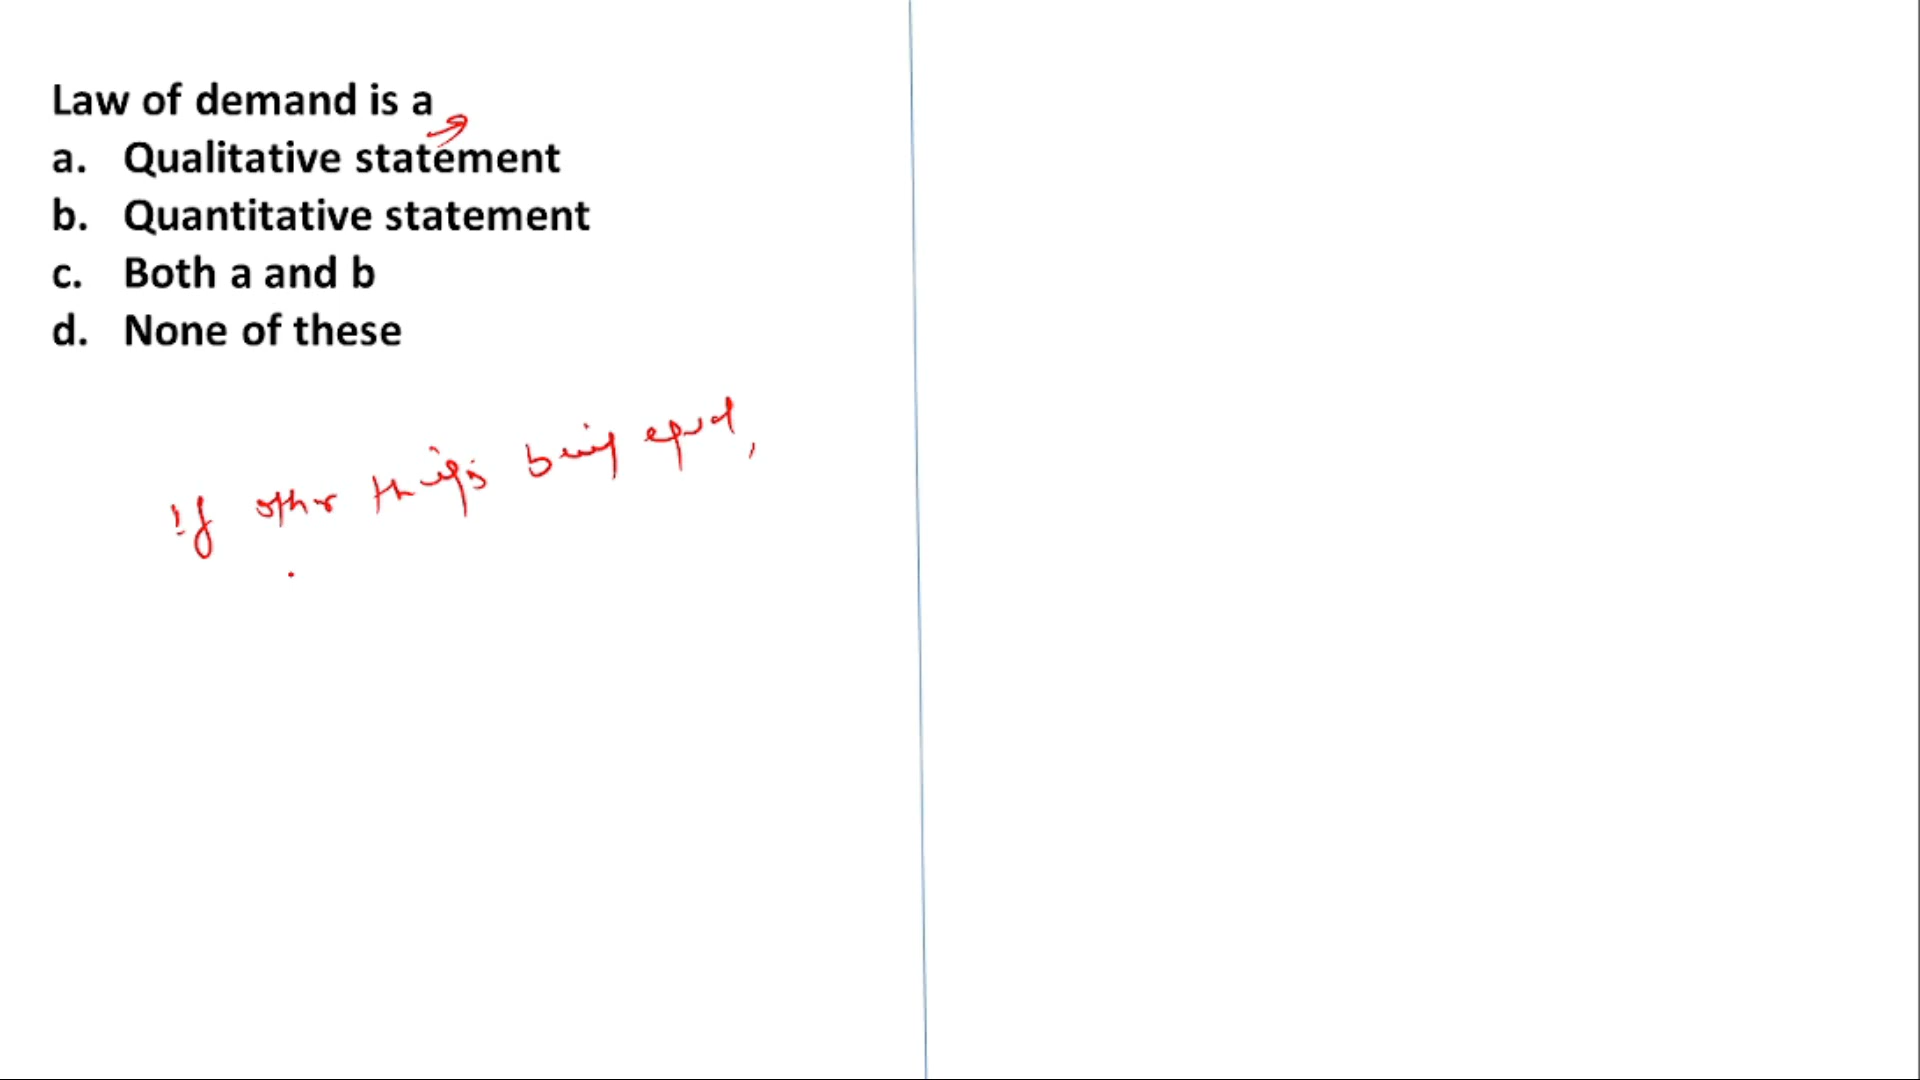 Law of demand is a
a. Qualitative statement
b. Quantitative statement
c. Both a and b
d. None of these
if other things being equal,